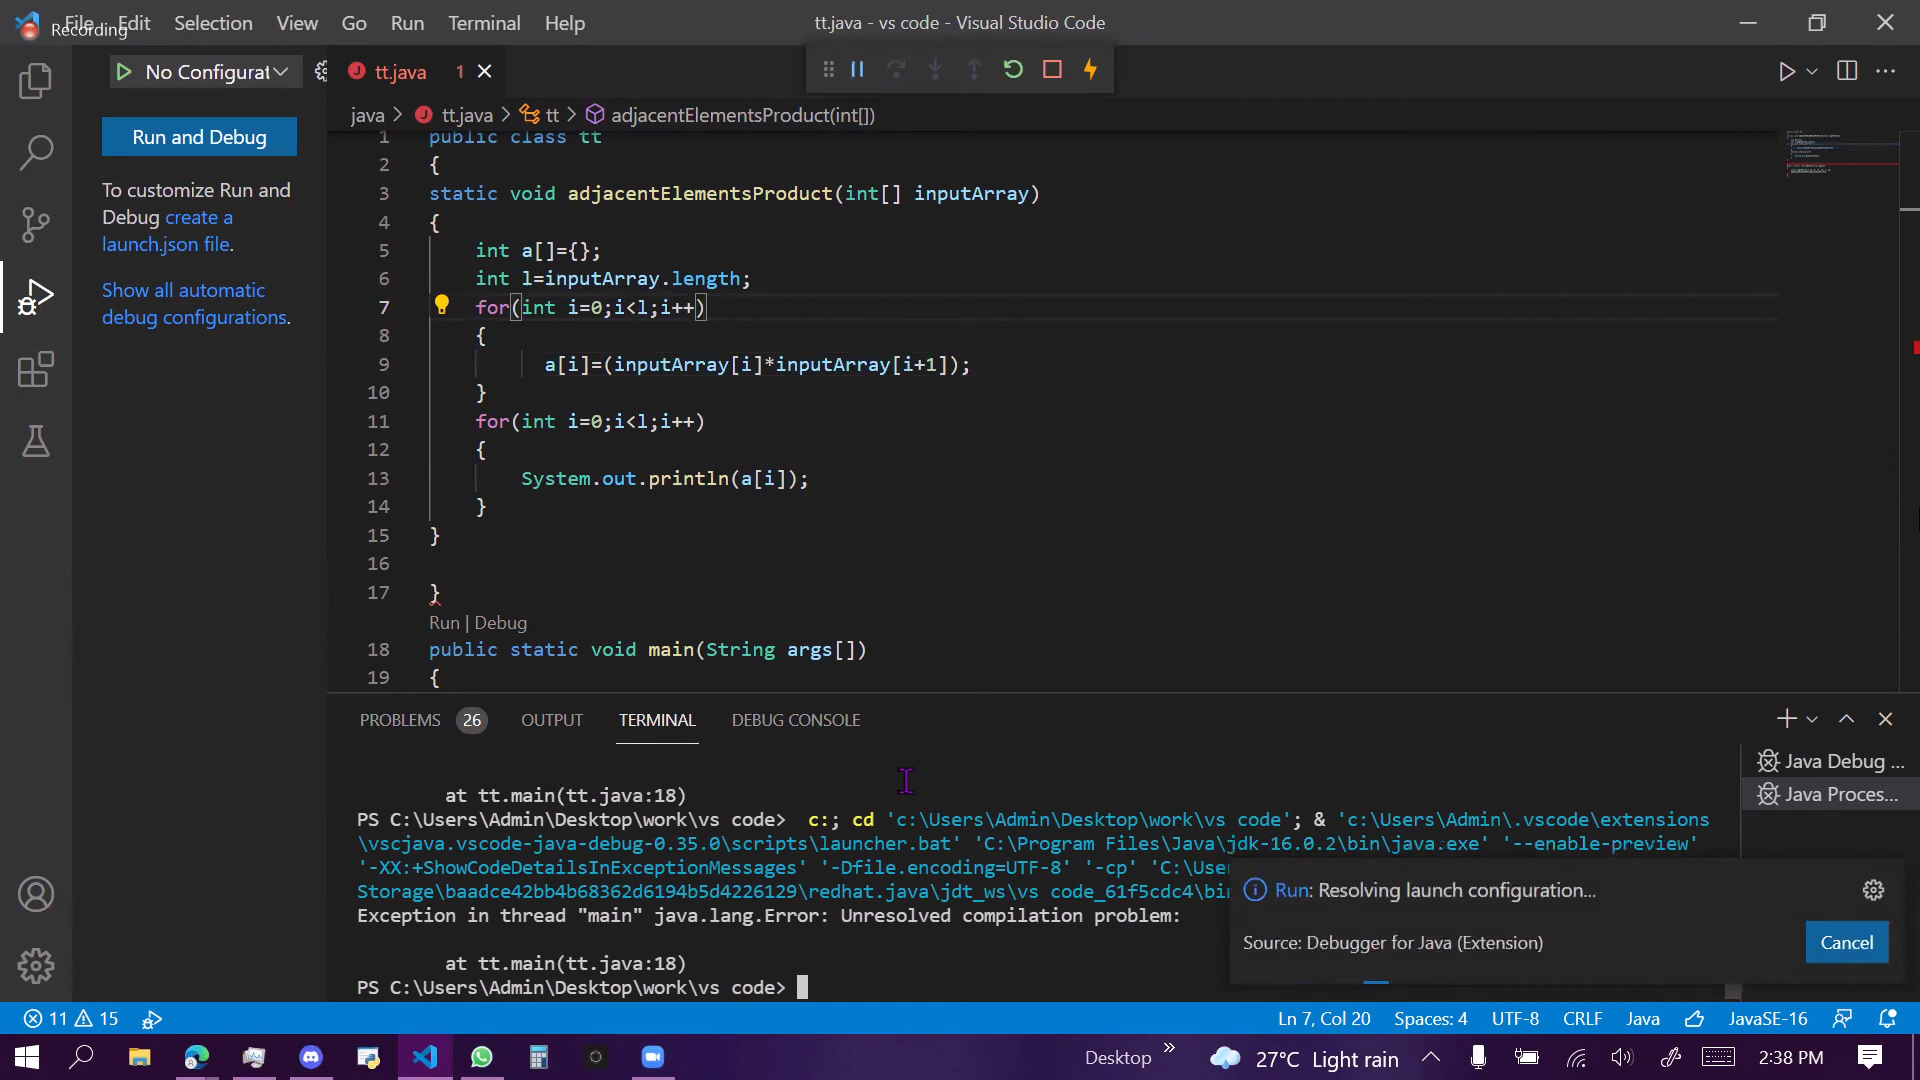 File Edit Selection View Go Run Terminal Help
Recording
tt.java - vs code - Visual Studio Code
No Configurat
tt.java 1
java > tt.java > tt > adjacentElementsProduct(int[])
Run and Debug
To customize Run and
Debug create a
launch.json file.
Show all automatic
debug configurations.
1 public class tt
2 {
3 static void adjacentElementsProduct(int[] inputArray)
4 {
5 int a[]={};
6 int l=inputArray.length;
7 for(int i=0;i<l;i++)
8 {
9 a[i]=(inputArray[i]*inputArray[i+1]);
10 }
11 for(int i=0;i<l;i++)
12 {
13 System.out.println(a[i]);
14 }
15 }
16
17 }
Run | Debug
18 public static void main(String args[])
19 {
PROBLEMS 26 OUTPUT TERMINAL DEBUG CONSOLE
Java Debug ...
Java Proces...
at tt.main(tt.java:18)
PS C:\Users\Admin\Desktop\work\vs code> c:; cd 'c:\Users\Admin\Desktop\work\vs code'; & 'c:\Users\Admin\.vscode\extensions
\vscjava.vscode-java-debug-0.35.0\scripts\launcher.bat' 'C:\Program Files\Java\jdk-16.0.2\bin\java.exe' '--enable-preview'
'-XX:+ShowCodeDetailsInExceptionMessages' '-Dfile.encoding=UTF-8' '-cp' 'C:\User
Storage\baadce42bb4b68362d6194b5d4226129\redhat.java\jdt_ws\vs code_61f5cdc4\bin
Exception in thread "main" java.lang.Error: Unresolved compilation problem:
at tt.main(tt.java:18)
PS C:\Users\Admin\Desktop\work\vs code>
Run: Resolving launch configuration...
Source: Debugger for Java (Extension)
Cancel
11 15
Ln 7, Col 20 Spaces: 4 UTF-8 CRLF Java JavaSE-16
Desktop 27°C Light rain 2:38 PM